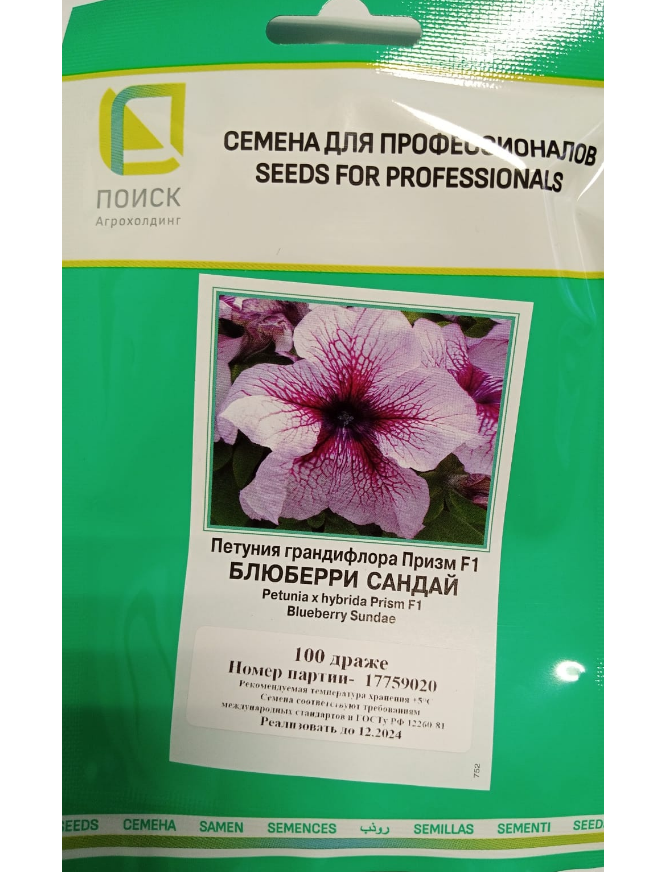 ПОИСК
Агрохолдинг
СЕМЕНА ДЛЯ ПРОФЕССИОНАЛОВ
SEEDS FOR PROFESSIONALS
Петуния грандифлора Призм F1
БЛЮБЕРРИ САНДАЙ
Petunia x hybrida Prism F1
Blueberry Sundae
100 драже
Номер партии- 17759020
Рекомендуемая температура хранения +5°С
Семена соответствуют требованиям
международных стандартов и ГОСТу РФ 12260-81
Реализовать до 12.2024
752
SEEDS СЕМЕНА SAMEN SEMENCES بذور SEMILLAS SEMENTI SEEDS